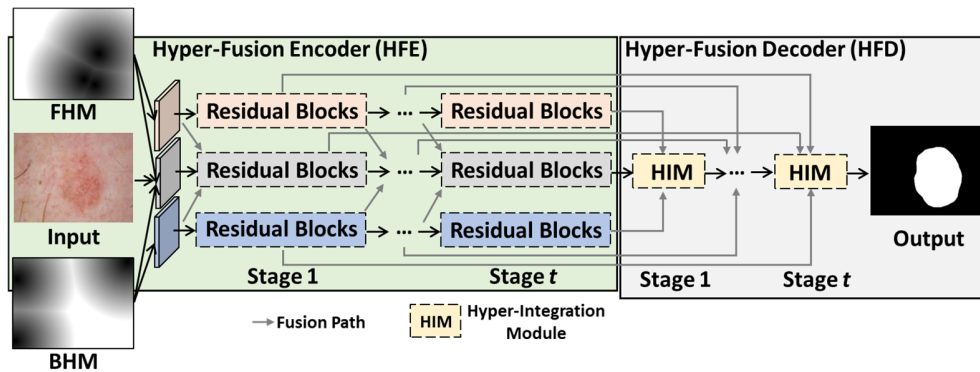 Hyper-Fusion Encoder (HFE)
Hyper-Fusion Decoder (HFD)
FHM
Residual Blocks
...
Residual Blocks
Input
Residual Blocks
...
Residual Blocks
HIM
...
HIM
Output
Residual Blocks
...
Residual Blocks
Stage 1
Stage t
Stage 1
Stage t
BHM
Fusion Path
HIM
Hyper-Integration
Module